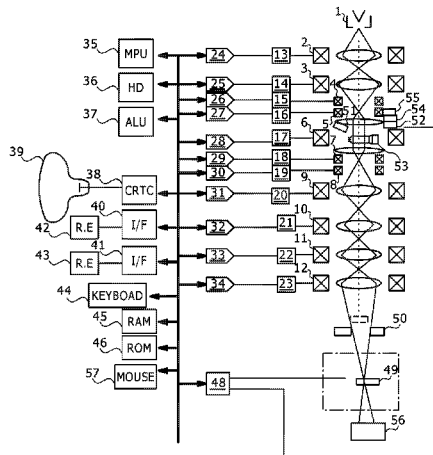 1
35 MPU 24 13 2
36 HD 25 14 3
26 15 4
37 ALU 27 16 5 51 55 54 52
28 17 6 7 53
39 38 29 18
30 19 8
CRTC 31 20 9
40
42 R.E I/F 32 21 10
41
43 R.E I/F 33 22 11
34 23 12
44 KEYBOAD
45 RAM
46 ROM 50
57 MOUSE 48 49
56